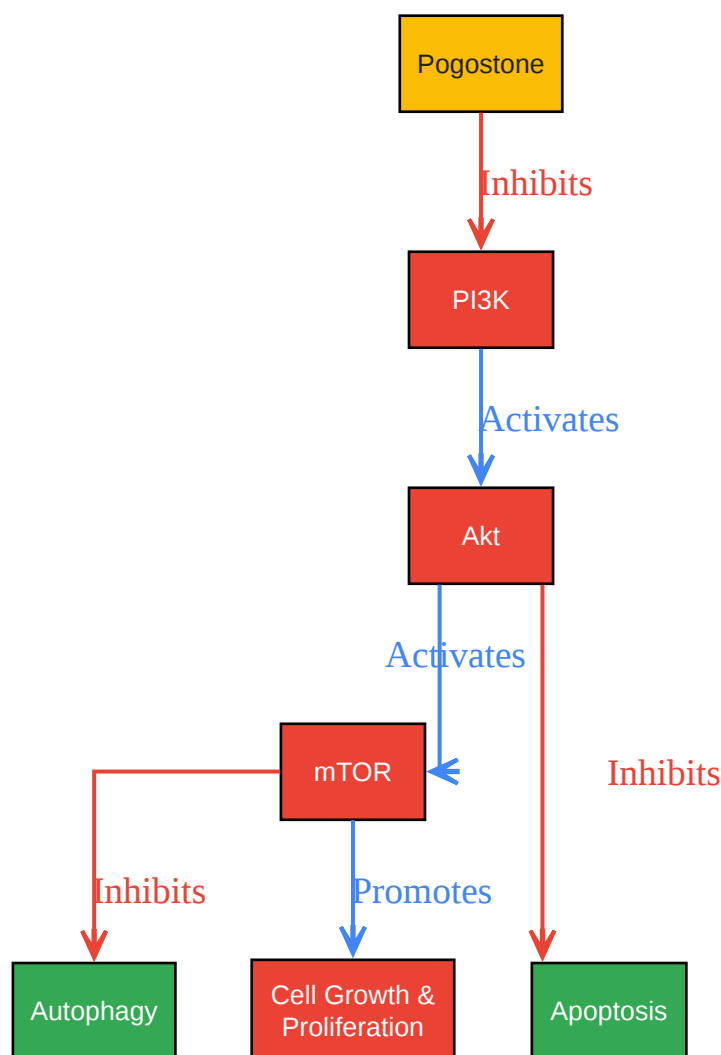 Pogostone
Inhibits
PI3K
Activates
Akt
Activates
mTOR
Inhibits
Inhibits
Promotes
Autophagy
Cell Growth &
Proliferation
Apoptosis